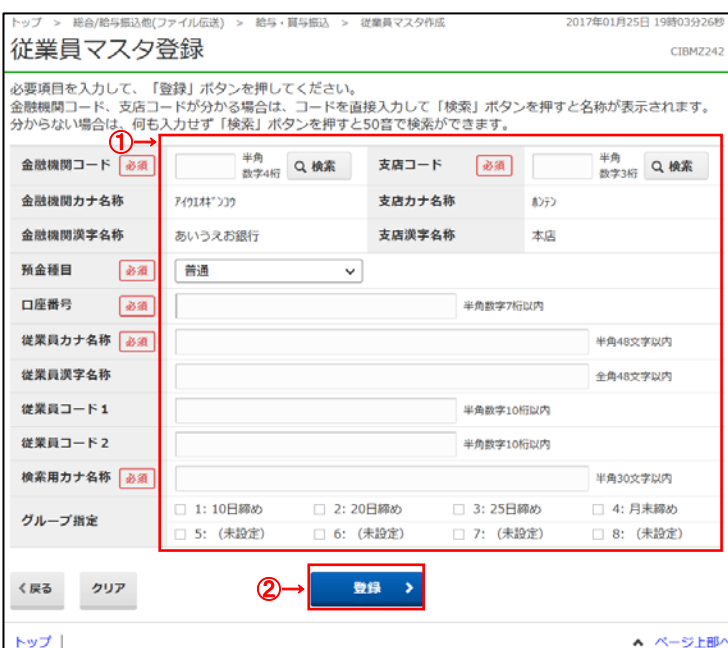 トップ > 総合/給与振込他(ファイル伝送) > 給与・賞与振込 > 従業員マスタ作成 2017年01月25日 19時03分26秒
従業員マスタ登録 CIBMZ242
必要項目を入力して、「登録」ボタンを押してください。
金融機関コード、支店コードが分かる場合は、コードを直接入力して「検索」ボタンを押すと名称が表示されます。
分からない場合は、何も入力せず「検索」ボタンを押すと50音で検索ができます。
①→
金融機関コード 必須 半角数字4桁 検索 支店コード 必須 半角数字3桁 検索
金融機関カナ名称 ｱｲｳｴｵｷﾞﾝｺｳ 支店カナ名称 ﾎﾝﾃﾝ
金融機関漢字名称 あいうえお銀行 支店漢字名称 本店
預金種目 必須 普通
口座番号 必須 半角数字7桁以内
従業員カナ名称 必須 半角48文字以内
従業員漢字名称 全角48文字以内
従業員コード1 半角数字10桁以内
従業員コード2 半角数字10桁以内
検索用カナ名称 必須 半角30文字以内
グループ指定 1: 10日締め 2: 20日締め 3: 25日締め 4: 月末締め
5: (未設定) 6: (未設定) 7: (未設定) 8: (未設定)
<戻る クリア ②→ 登録 >
トップ | ページ上部へ